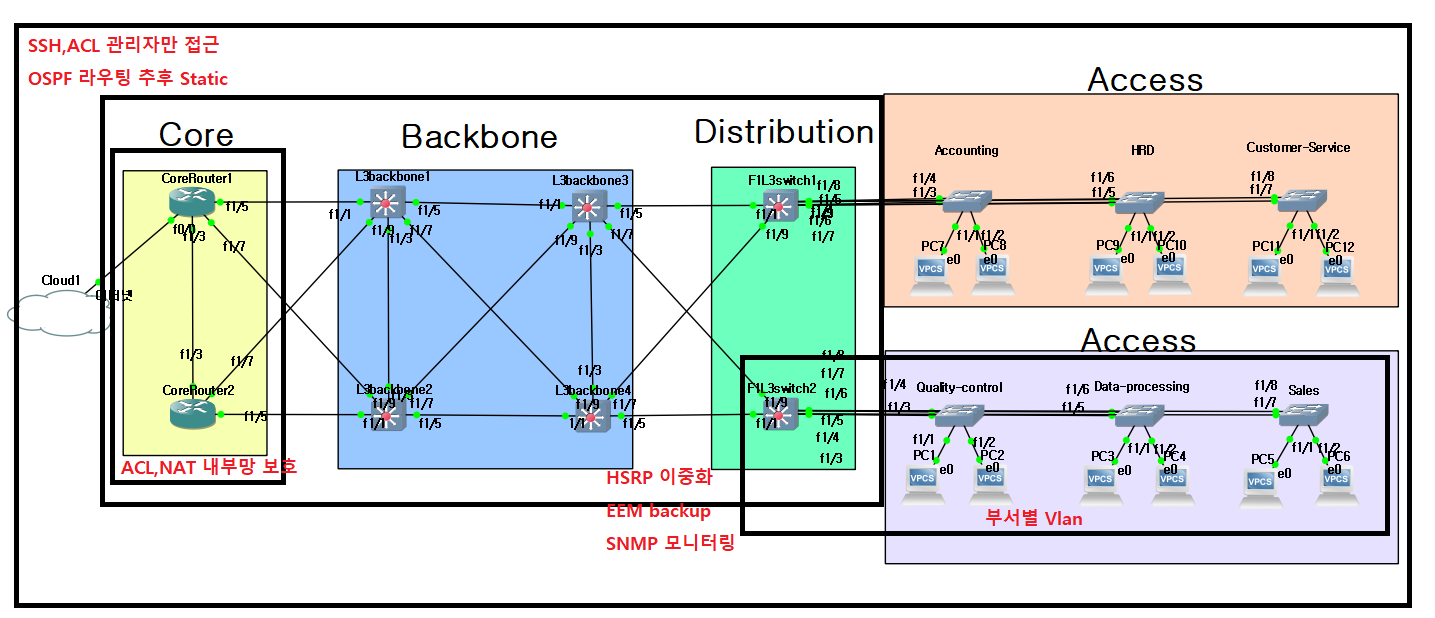 SSH,ACL 관리자만 접근
OSPF 라우팅 추후 Static
Core
Backbone
Distribution
Access
CoreRouter1
f1/5
f0/0
f1/3
f1/7
Cloud1
f1/3
f1/7
CoreRouter2
f1/5
ACL,NAT 내부망 보호
L3backbone1
f1/1
f1/5
f1/9
f1/3
f1/7
L3backbone3
f1/1
f1/5
f1/9
f1/7
f1/3
L3backbone2
f1/9
f1/3
f1/7
f1/1
f1/5
f1/3
L3backbone4
f1/9
f1/7
1/1
f1/5
F1L3switch1
f1/8
f1/5
f1/1
f1/6
f1/9
f1/7
f1/8
f1/7
F1L3switch2
f1/6
f1/9
f1/1
f1/5
f1/4
f1/3
HSRP 이중화
EEM backup
SNMP 모니터링
Accounting
f1/4
f1/3
f1/1
f1/2
PC7
PC8
e0
e0
VPCS
VPCS
HRD
f1/6
f1/5
f1/1
f1/2
PC9
PC10
e0
e0
VPCS
VPCS
Customer-Service
f1/8
f1/7
f1/1
f1/2
PC11
PC12
e0
e0
VPCS
VPCS
Access
Quality-control
f1/4
f1/3
f1/1
f1/2
PC1
PC2
e0
e0
VPCS
VPCS
Data-processing
f1/6
f1/5
f1/1
f1/2
PC3
PC4
e0
e0
VPCS
VPCS
Sales
f1/8
f1/7
f1/1
f1/2
PC5
PC6
e0
e0
VPCS
VPCS
부서별 Vlan